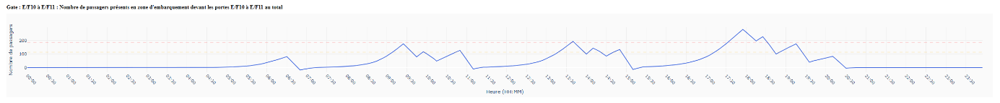 Gate : E/F10 à E/F11 : Nombre de passagers présents en zone d'embarquement devant les portes E/F10 à E/F11 au total
Nombre de passagers
200
100
0
00:00 00:30 01:00 01:30 02:00 02:30 03:00 03:30 04:00 04:30 05:00 05:30 06:00 06:30 07:00 07:30 08:00 08:30 09:00 09:30 10:00 10:30 11:00 11:30 12:00 12:30 13:00 13:30 14:00 14:30 15:00 15:30 16:00 16:30 17:00 17:30 18:00 18:30 19:00 19:30 20:00 20:30 21:00 21:30 22:00 22:30 23:00 23:30
Heure (HH:MM)